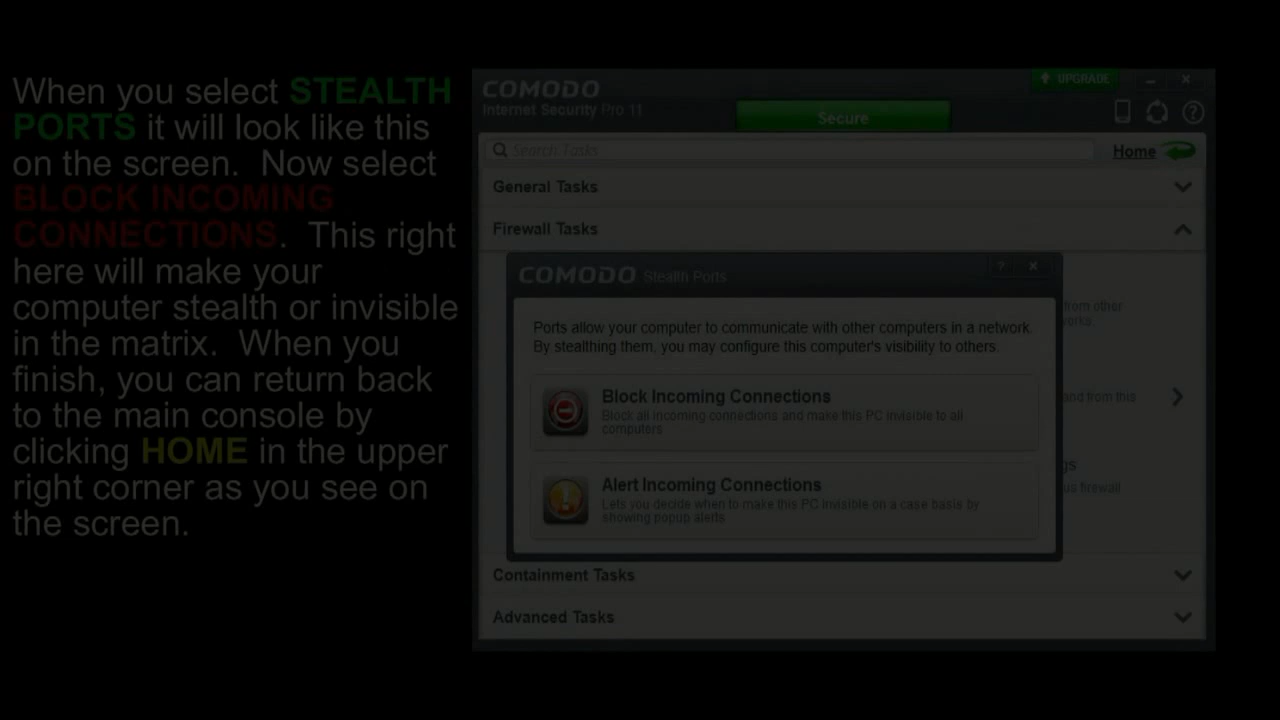 When you select STEALTH
PORTS it will look like this
on the screen.  Now select
BLOCK INCOMING
CONNECTIONS.  This right
here will make your
computer stealth or invisible
in the matrix.  When you
finish, you can return back
to the main console by
clicking HOME in the upper
right corner as you see on
the screen.
COMODO
Internet Security Pro 11
UPGRADE
Secure
Search Tasks
Home
General Tasks
Firewall Tasks
COMODO Stealth Ports
Ports allow your computer to communicate with other computers in a network.
By stealthing them, you may configure this computer's visibility to others.
Block Incoming Connections
Block all incoming connections and make this PC invisible to all
computers
Alert Incoming Connections
Lets you decide when to make this PC invisible on a case basis by
showing popup alerts
from other
and from this
firewall
Containment Tasks
Advanced Tasks